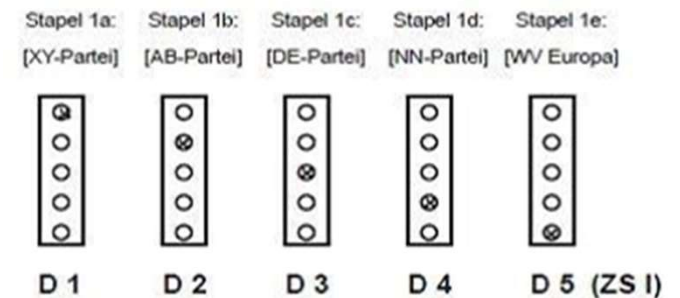 Stapel 1a: Stapel 1b: Stapel 1c: Stapel 1d: Stapel 1e:
[XY-Partei] [AB-Partei] [DE-Partei] [NN-Partei] [WV Europa]
D 1 D 2 D 3 D 4 D 5 (ZS I)